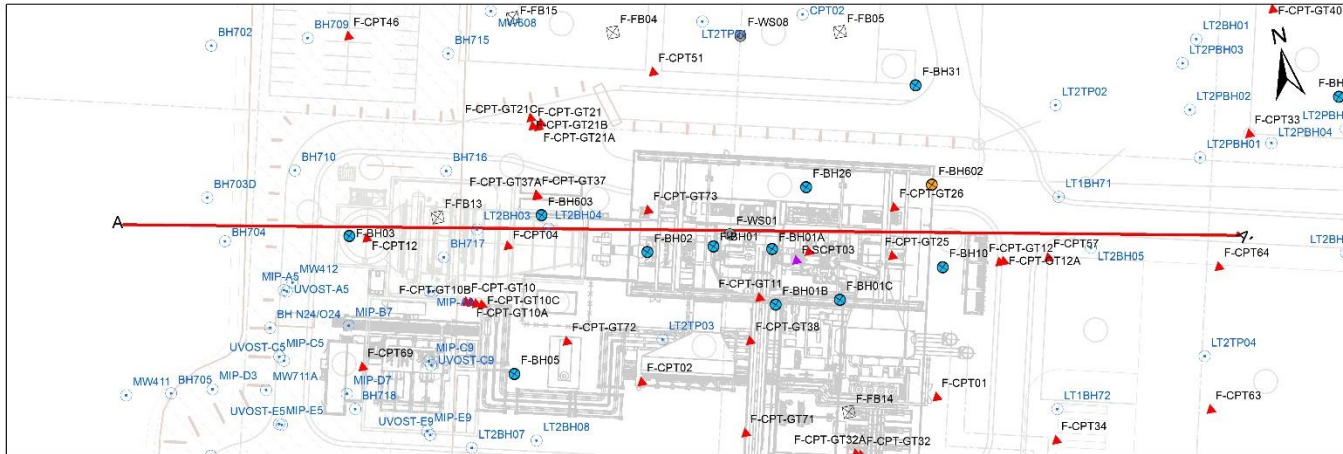 F-FB15
CPT02
F-CPT-GT40
F-CPT46
MW608
F-FB04
F-WS08
F-FB05
BH709
LT2BH01
BH702
BH715
LT2PBH03
N
F-CPT51
F-BH31
F-BH
LT2TP02
LT2PBH02
F-CPT-GT21C
F-CPT-GT21
LT2PBH
F-CPT-GT21B
F-CPT33
F-CPT-GT21A
LT2PBH04
LT2PBH01
BH710
BH716
F-BH602
F-BH26
F-CPT-GT37A
F-CPT-GT37
BH703D
F-CPT-GT73
F-CPT-GT26
LT1BH71
F-BH603
F-FB13
LT2BH03
LT2BH04
F-WS01
A
A'
F-BH03
BH704
F-CPT12
BH717
F-CPT04
F-BH02
F-BH01
F-BH01A
F-SCPT03
F-CPT-GT25
F-BH10
F-CPT-GT12
F-CPT57
F-CPT-GT12A
LT2BH05
F-CPT64
LT2BH
MIP-A5
MW412
UVOST-A5
F-CPT-GT10B
F-CPT-GT10
F-CPT-GT10C
F-CPT-GT10A
F-CPT-GT11
F-BH01B
F-BH01C
BH N24/O24
MIP-B7
F-CPT-GT72
LT2TP03
F-CPT-GT38
UVOST-C5
MIP-C5
F-CPT69
MIP-C9
UVOST-C9
F-BH05
LT2TP04
MW411
BH705
MIP-D3
MW711A
MIP-D7
F-CPT02
F-CPT01
BH718
F-FB14
LT1BH72
F-CPT63
UVOST-E5
MIP-E5
UVOST-E9
MIP-E9
LT2BH07
LT2BH08
F-CPT-GT71
F-CPT-GT32A
F-CPT-GT32
F-CPT34